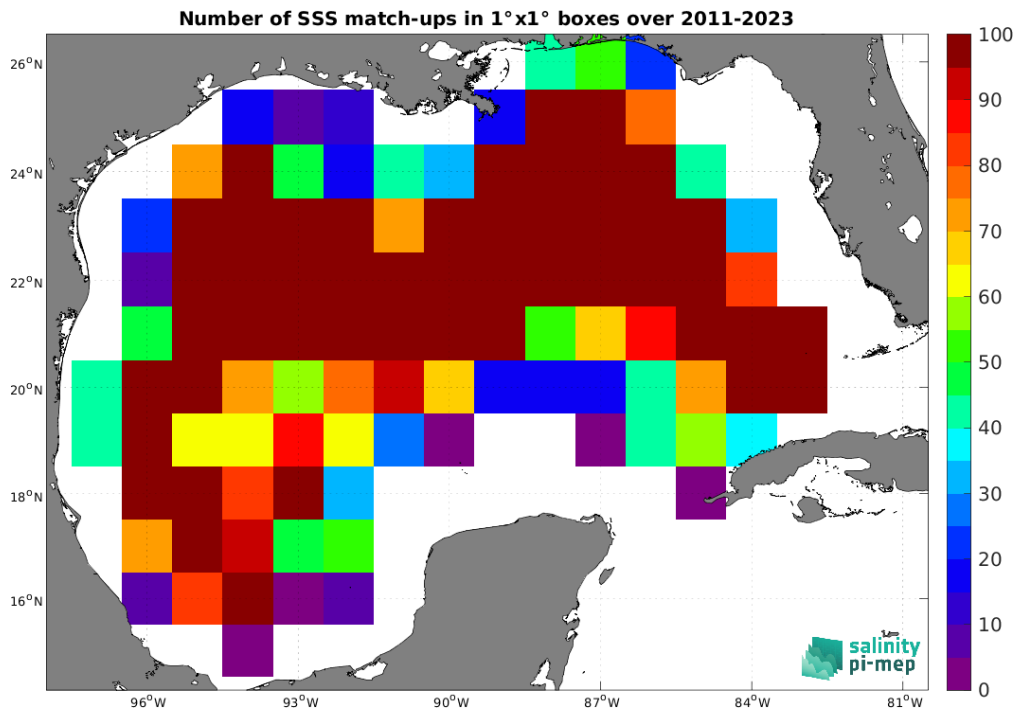 Number of SSS match-ups in 1°x1° boxes over 2011-2023
26°N
24°N
22°N
20°N
18°N
16°N
96°W
93°W
90°W
87°W
84°W
81°W
100
90
80
70
60
50
40
30
20
10
0
salinity
pi-mep